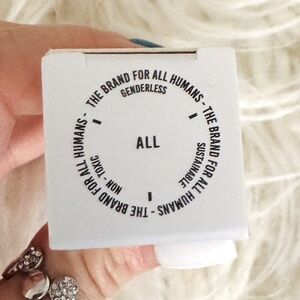 THE BRAND FOR ALL HUMANS - THE BRAND FOR ALL HUMANS - THE BRAND FOR ALL HUMANS -
GENDERLESS
SUSTAINABLE
NON TOXIC
ALL